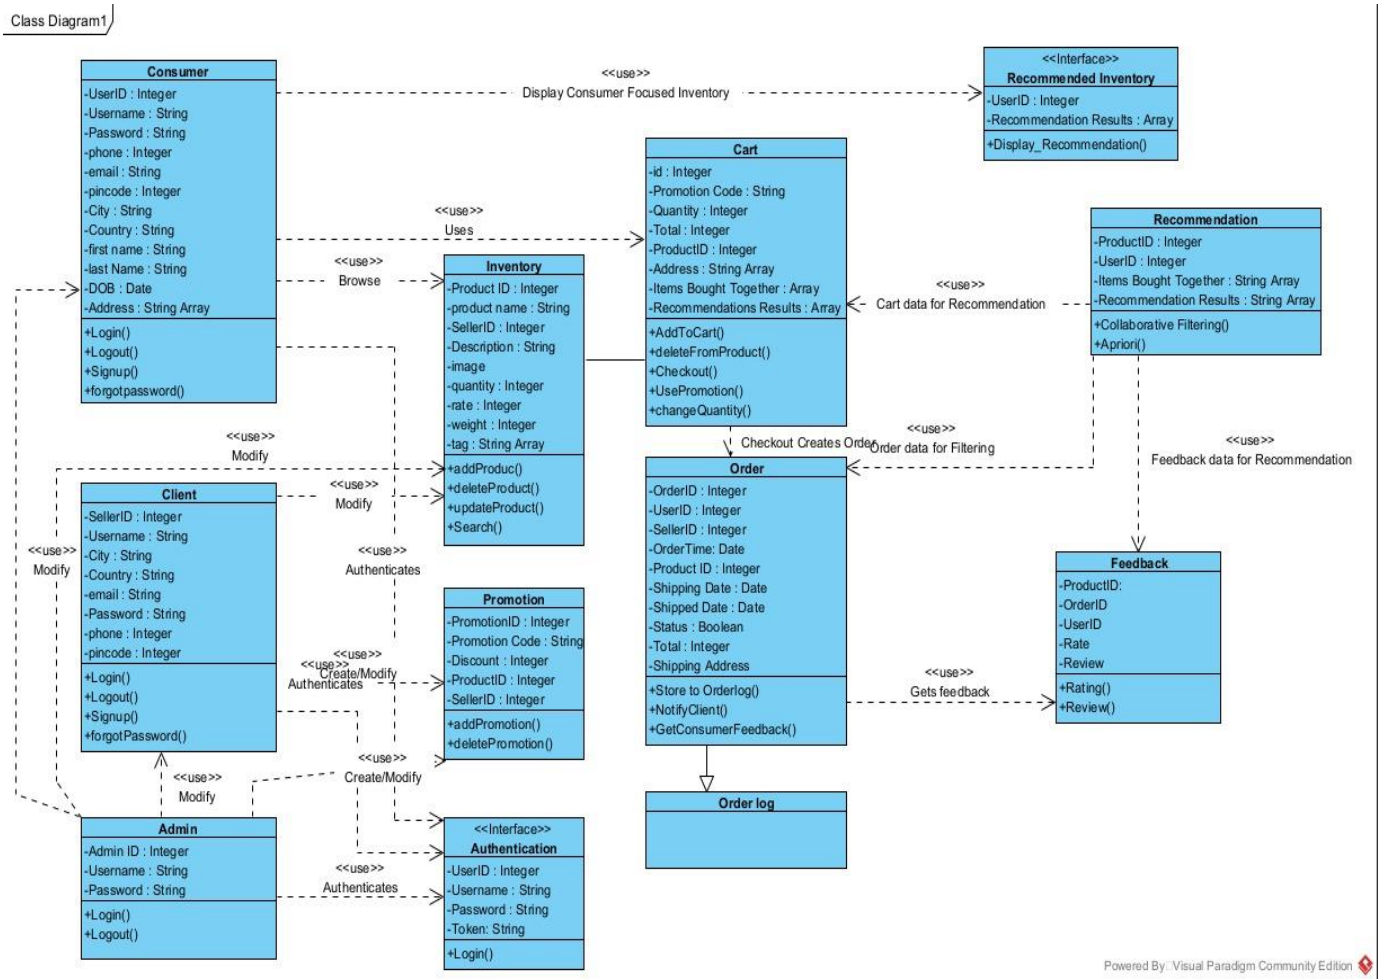 Class Diagram1
Consumer
-UserID : Integer
-Username : String
-Password : String
-phone : Integer
-email : String
-pincode : Integer
-City : String
-Country : String
-first name : String
-last Name : String
-DOB : Date
-Address : String Array
+Login()
+Logout()
+Signup()
+forgotpassword()
<<use>>
Display Consumer Focused Inventory
<<Interface>>
Recommended Inventory
-UserID : Integer
-Recommendation Results : Array
+Display_Recommendation()
<<use>>
Uses
<<use>>
Browse
Cart
-id : Integer
-Promotion Code : String
-Quantity : Integer
-Total : Integer
-ProductID : Integer
-Address : String Array
-Items Bought Together : Array
-Recommendations Results : Array
+AddToCart()
+deleteFromProduct()
+Checkout()
+UsePromotion()
+changeQuantity()
Recommendation
-ProductID : Integer
-UserID : Integer
-Items Bought Together : String Array
-Recommendation Results : String Array
+Collaborative Filtering()
+Apriori()
<<use>>
Cart data for Recommendation
Inventory
-Product ID : Integer
-product name : String
-SellerID : Integer
-Description : String
-image
-quantity : Integer
-rate : Integer
-weight : Integer
-tag : String Array
+addProduc()
+deleteProduct()
+updateProduct()
+Search()
<<use>>
Modify
<<use>>
Modify
<<use>>
Modify
<<use>>
Authenticates
Checkout Creates Order
<<use>>
Order data for Filtering
<<use>>
Feedback data for Recommendation
Client
-SellerID : Integer
-Username : String
-City : String
-Country : String
-email : String
-Password : String
-phone : Integer
-pincode : Integer
+Login()
+Logout()
+Signup()
+forgotPassword()
Order
-OrderID : Integer
-UserID : Integer
-SellerID : Integer
-OrderTime: Date
-Product ID : Integer
-Shipping Date : Date
-Shipped Date : Date
-Status : Boolean
-Total : Integer
-Shipping Address
+Store to Orderlog()
+NotifyClient()
+GetConsumerFeedback()
Feedback
-ProductID:
-OrderID
-UserID
-Rate
-Review
+Rating()
+Review()
<<use>>
Gets feedback
Promotion
-PromotionID : Integer
-Promotion Code : String
-Discount : Integer
-ProductID : Integer
-SellerID : Integer
+addPromotion()
+deletePromotion()
<<use>>
Create/Modify
<<use>>
Authenticates
<<use>>
Create/Modify
<<use>>
Modify
Order log
Admin
-Admin ID : Integer
-Username : String
-Password : String
+Login()
+Logout()
<<use>>
Authenticates
<<Interface>>
Authentication
-UserID : Integer
-Username : String
-Password : String
-Token: String
+Login()
Powered By Visual Paradigm Community Edition